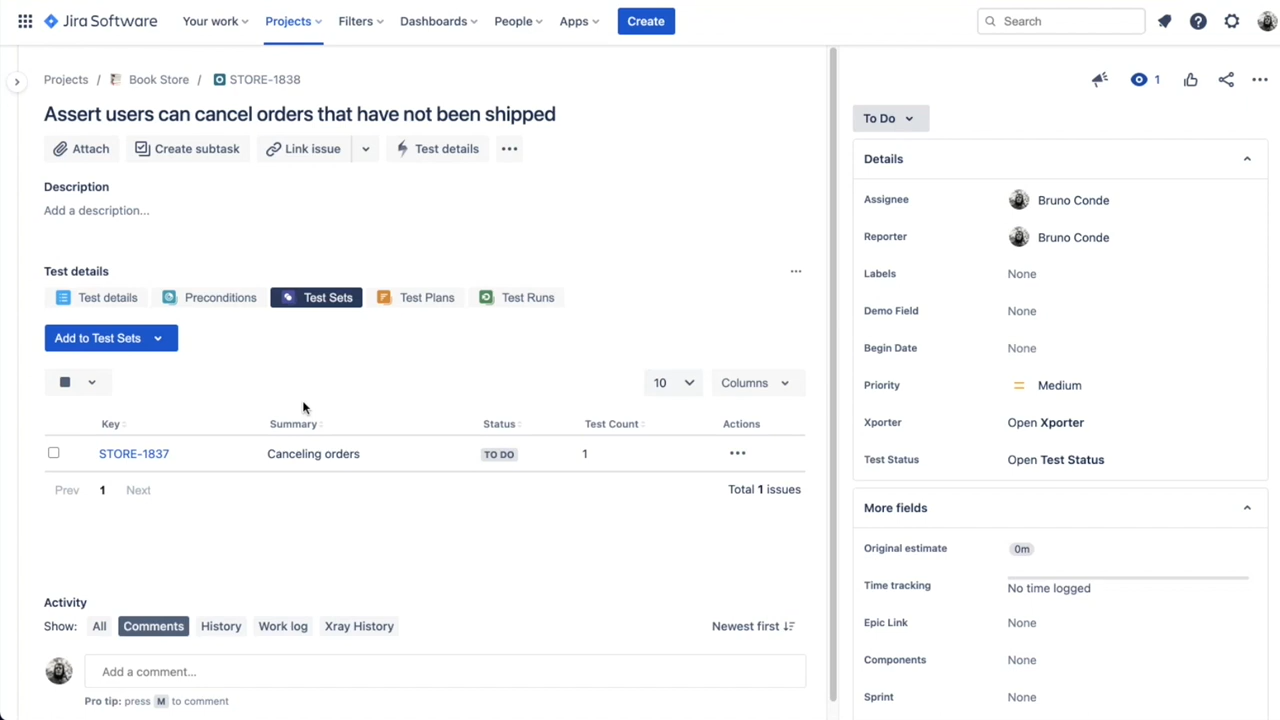 Jira Software Your work Projects Filters Dashboards People Apps Create Search
Projects / Book Store / STORE-1838
1
Assert users can cancel orders that have not been shipped
To Do
Attach Create subtask Link issue Test details
Details
Description
Add a description...
Assignee Bruno Conde
Reporter Bruno Conde
Test details
Labels None
Test details Preconditions Test Sets Test Plans Test Runs
Demo Field None
Add to Test Sets
Begin Date None
10 Columns
Priority Medium
Key Summary Status Test Count Actions
Xporter Open Xporter
STORE-1837 Canceling orders TO DO 1
Test Status Open Test Status
Prev 1 Next Total 1 issues
More fields
Original estimate 0m
Time tracking No time logged
Activity
Show: All Comments History Work log Xray History Newest first
Epic Link None
Add a comment...
Components None
Pro tip: press M to comment
Sprint None